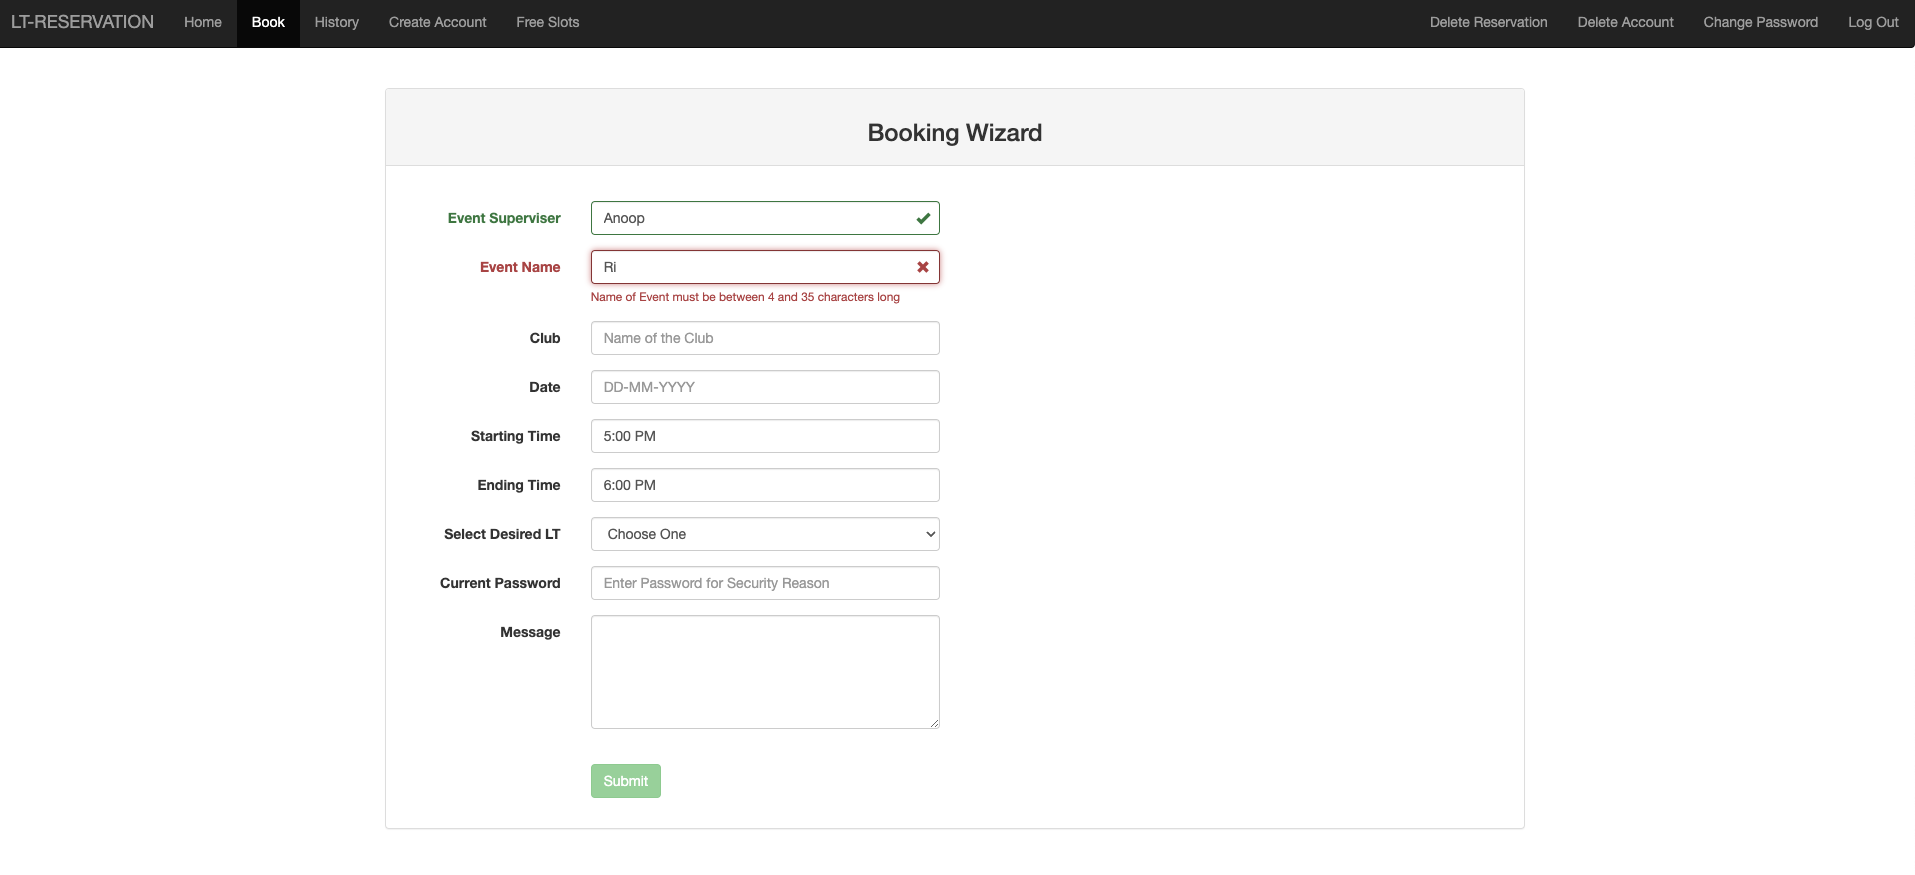 LT-RESERVATION Home Book History Create Account Free Slots Delete Reservation Delete Account Change Password Log Out
Booking Wizard
Event Superviser Anoop
Event Name Ri
Name of Event must be between 4 and 35 characters long
Club Name of the Club
Date DD-MM-YYYY
Starting Time 5:00 PM
Ending Time 6:00 PM
Select Desired LT Choose One
Current Password Enter Password for Security Reason
Message
Submit